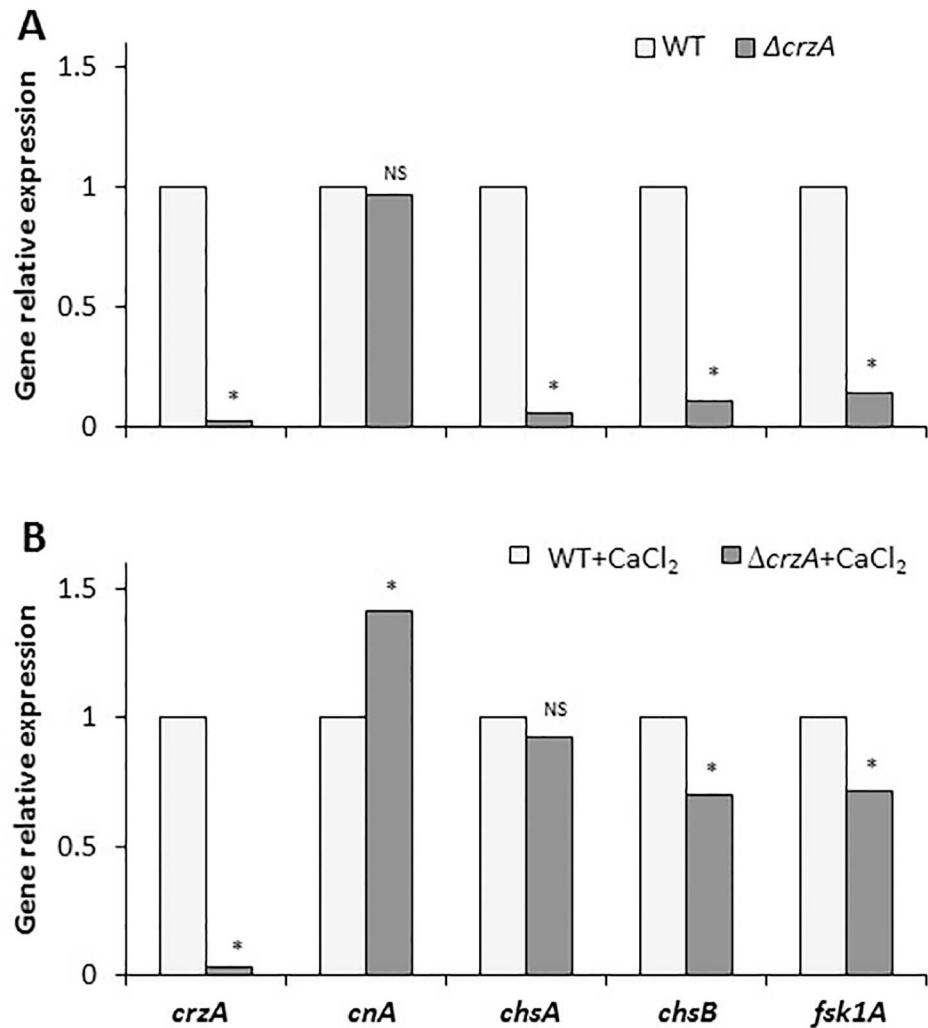 A
WT ΔcrzA
Gene relative expression
1.5
1
0.5
0
NS
*
*
*
*
B
WT+CaCl₂ ΔcrzA+CaCl₂
Gene relative expression
1.5
1
0.5
0
*
NS
*
*
*
crzA cnA chsA chsB fsk1A